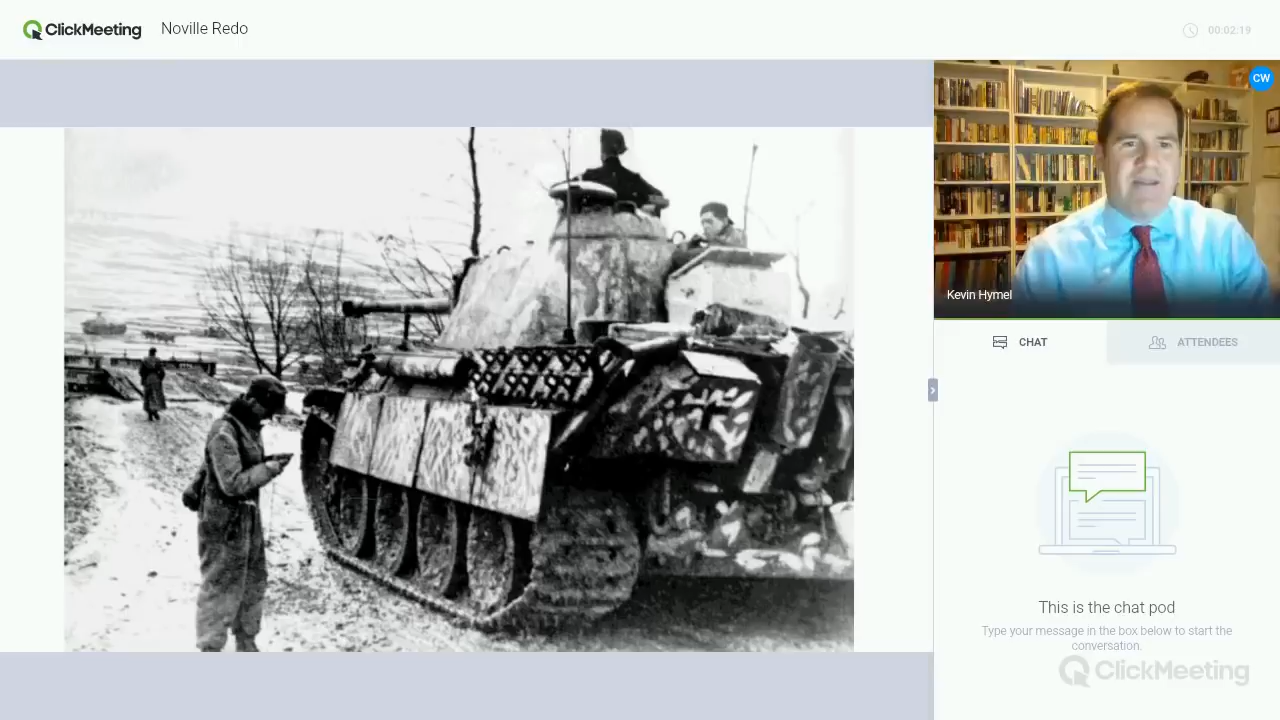 ClickMeeting
Noville Redo
00:02:19
CW
Kevin Hymel
CHAT
ATTENDEES
This is the chat pod
Type your message in the box below to start the
conversation.
ClickMeeting